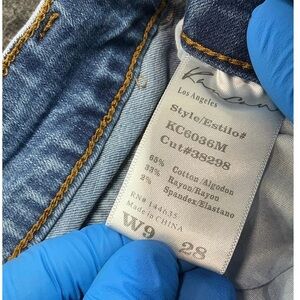 Kancan
Los Angeles
Style/Estilo#
KC6036M
Cut#38298
65% Cotton/Algodon
33% Rayon/Rayon
2% Spandex/Elastano
RN# 144635
Made in CHINA
W9 28